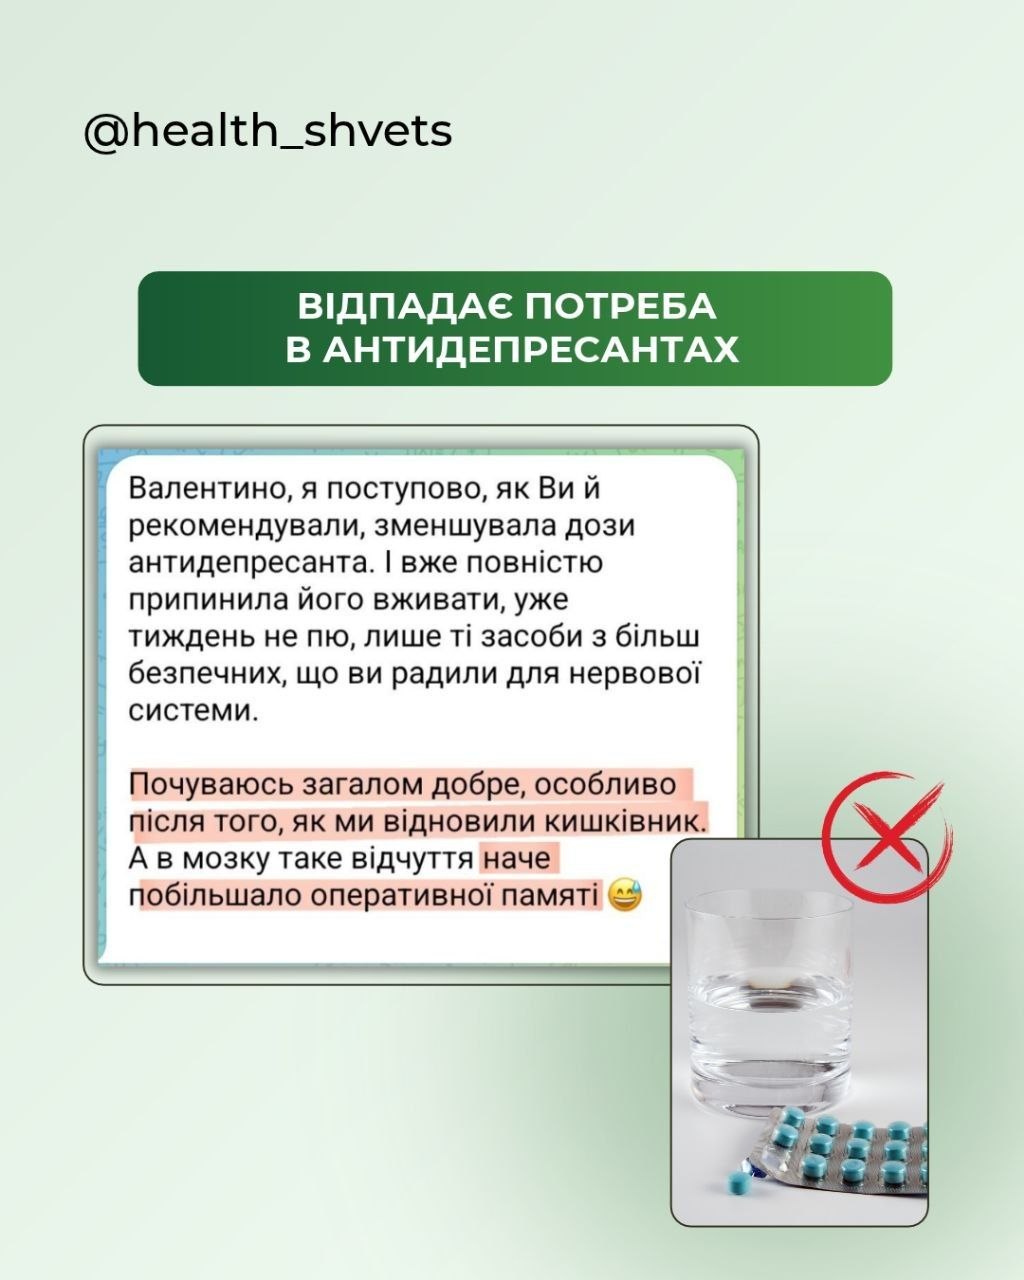 @health_shvets
ВІДПАДАЄ ПОТРЕБА
В АНТИДЕПРЕСАНТАХ
Валентино, я поступово, як Ви й
рекомендували, зменшувала дози
антидепресанта. І вже повністю
припинила його вживати, уже
тиждень не пю, лише ті засоби з більш
безпечних, що ви радили для нервової
системи.
Почуваюсь загалом добре, особливо
після того, як ми відновили кишківник.
А в мозку таке відчуття наче
побільшало оперативної памяті 😅